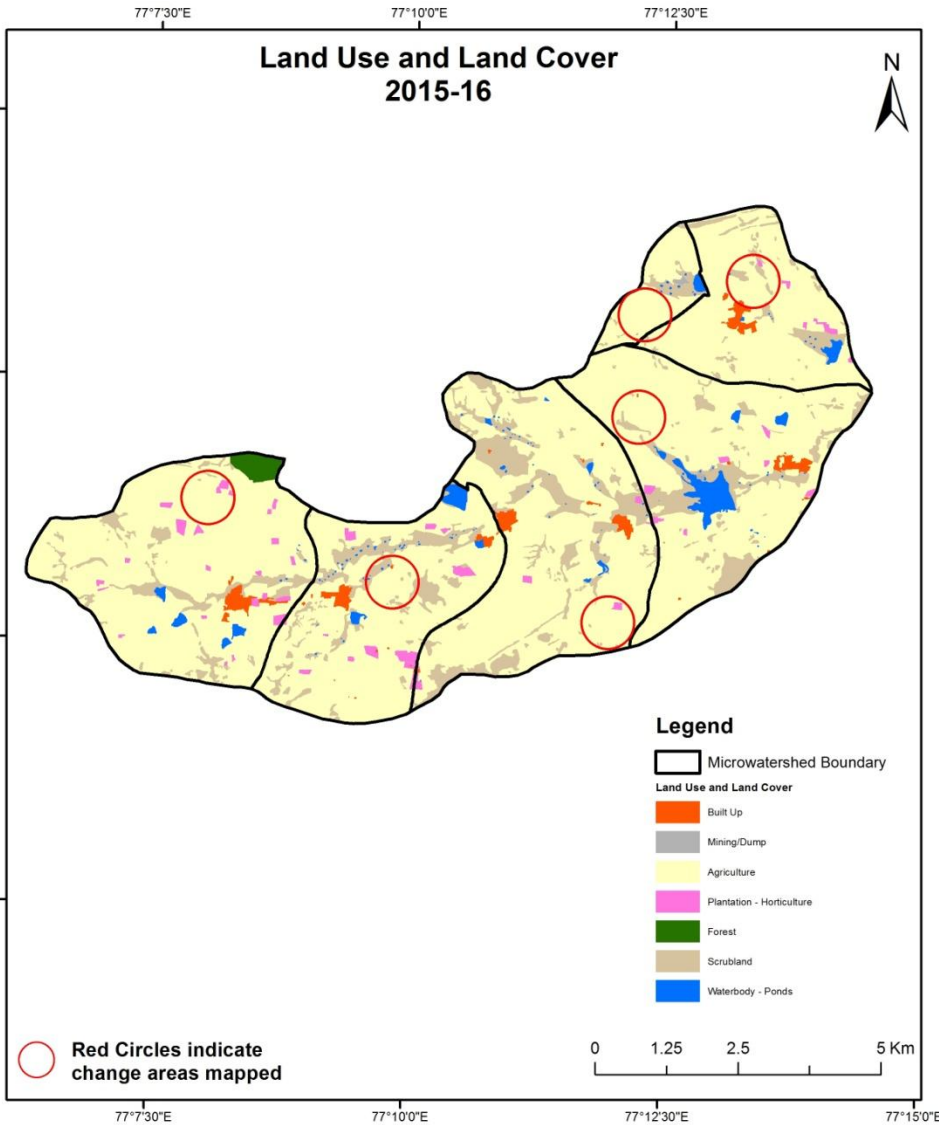 77°7'30"E 77°10'0"E 77°12'30"E
Land Use and Land Cover
2015-16
N
Legend
Microwatershed Boundary
Land Use and Land Cover
Built Up
Mining/Dump
Agriculture
Plantation - Horticulture
Forest
Scrubland
Waterbody - Ponds
Red Circles indicate
change areas mapped
0 1.25 2.5 5 Km
77°7'30"E 77°10'0"E 77°12'30"E 77°15'0"E